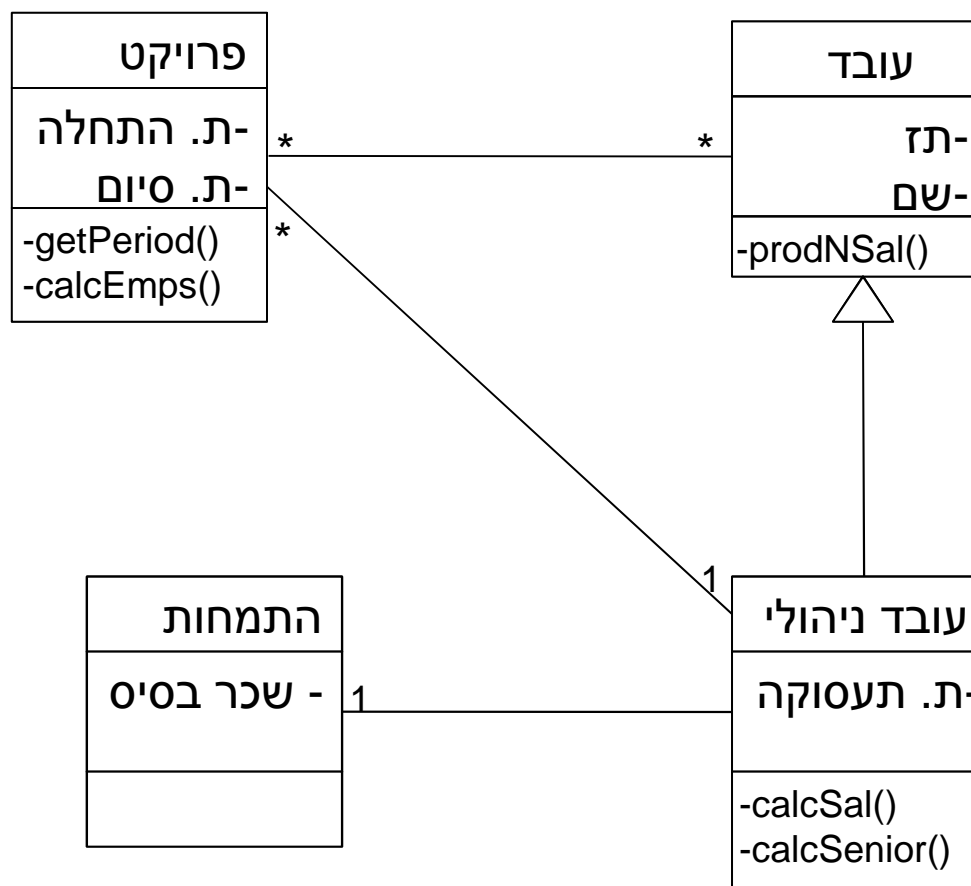 פרויקט
-ת. התחלה
-ת. סיום
-getPeriod()
-calcEmps()
*
*
*
עובד
-תז
-שם
-prodNSal()
1
התמחות
- שכר בסיס
1
עובד ניהולי
-ת. תעסוקה
-calcSal()
-calcSenior()